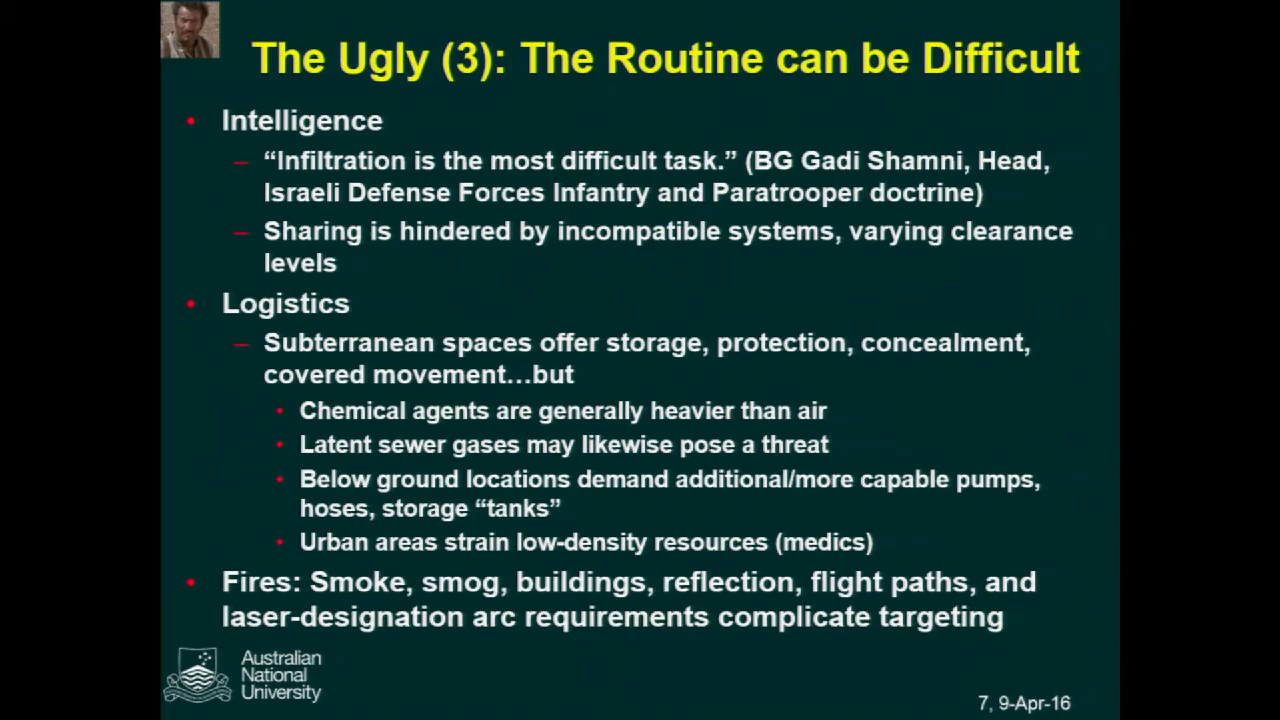 The Ugly (3): The Routine can be Difficult
• Intelligence
– “Infiltration is the most difficult task.” (BG Gadi Shamni, Head,
Israeli Defense Forces Infantry and Paratrooper doctrine)
– Sharing is hindered by incompatible systems, varying clearance
levels
• Logistics
– Subterranean spaces offer storage, protection, concealment,
covered movement…but
• Chemical agents are generally heavier than air
• Latent sewer gases may likewise pose a threat
• Below ground locations demand additional/more capable pumps,
hoses, storage “tanks”
• Urban areas strain low-density resources (medics)
• Fires: Smoke, smog, buildings, reflection, flight paths, and
laser-designation arc requirements complicate targeting
Australian
National
University
7, 9-Apr-16